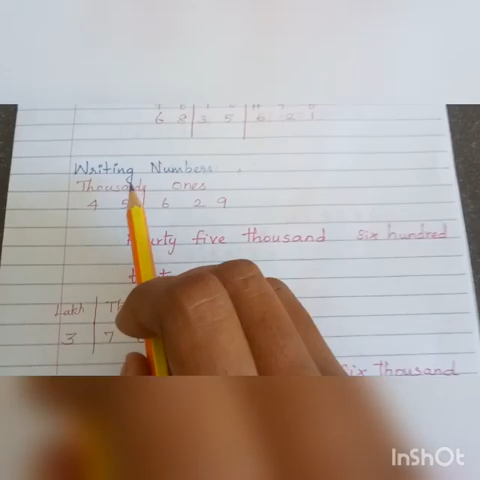 6 8 3 5 6 2 1
Writing Numbers
Thousands Ones
4 5 6 2 9
five thousand six hundred
Lakh
3 7
six thousand
InShOt